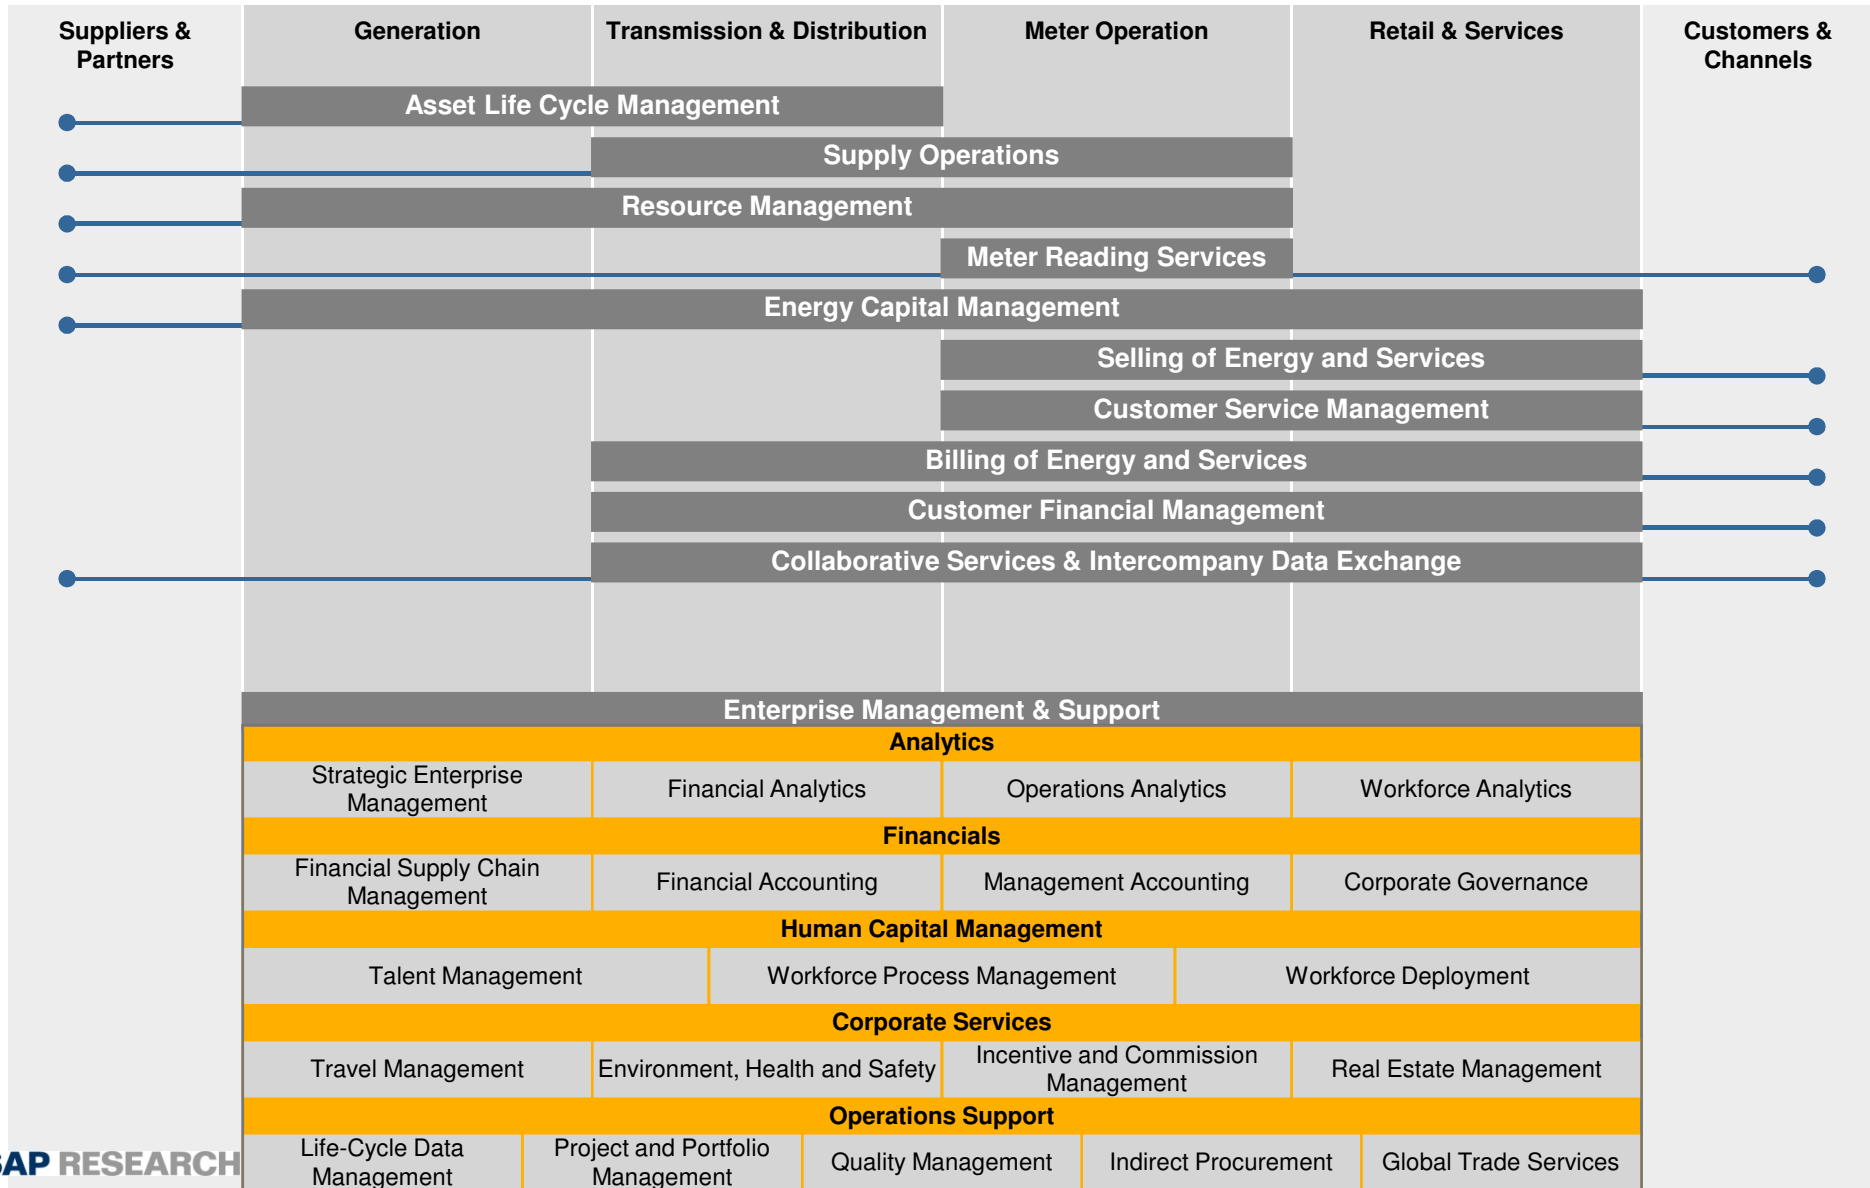 Suppliers &
Partners
Generation
Transmission & Distribution
Meter Operation
Retail & Services
Customers &
Channels
Asset Life Cycle Management
Supply Operations
Resource Management
Meter Reading Services
Energy Capital Management
Selling of Energy and Services
Customer Service Management
Billing of Energy and Services
Customer Financial Management
Collaborative Services & Intercompany Data Exchange
Enterprise Management & Support
Analytics
Strategic Enterprise
Management
Financial Analytics
Operations Analytics
Workforce Analytics
Financials
Financial Supply Chain
Management
Financial Accounting
Management Accounting
Corporate Governance
Human Capital Management
Talent Management
Workforce Process Management
Workforce Deployment
Corporate Services
Travel Management
Environment, Health and Safety
Incentive and Commission
Management
Real Estate Management
Operations Support
Life-Cycle Data
Management
Project and Portfolio
Management
Quality Management
Indirect Procurement
Global Trade Services
SAP RESEARCH